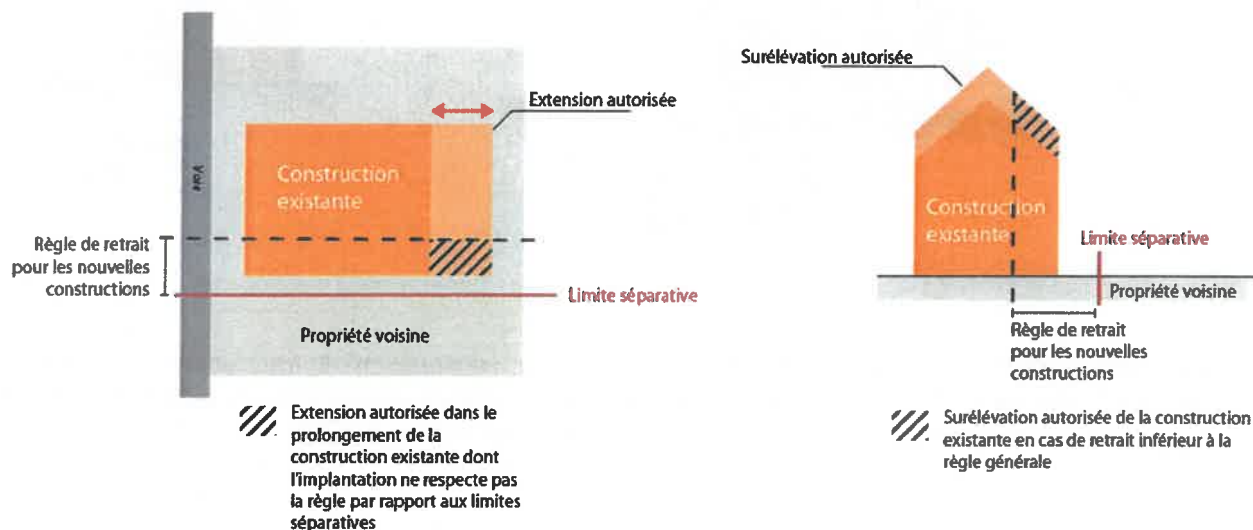 Extension autorisée
Construction
existante
Voie
Règle de retrait
pour les nouvelles
constructions
Limite séparative
Propriété voisine
Extension autorisée dans le
prolongement de la
construction existante dont
l'implantation ne respecte pas
la règle par rapport aux limites
séparatives
Surélévation autorisée
Construction
existante
Limite séparative
Propriété voisine
Règle de retrait
pour les nouvelles
constructions
Surélévation autorisée de la construction
existante en cas de retrait inférieur à la
règle générale